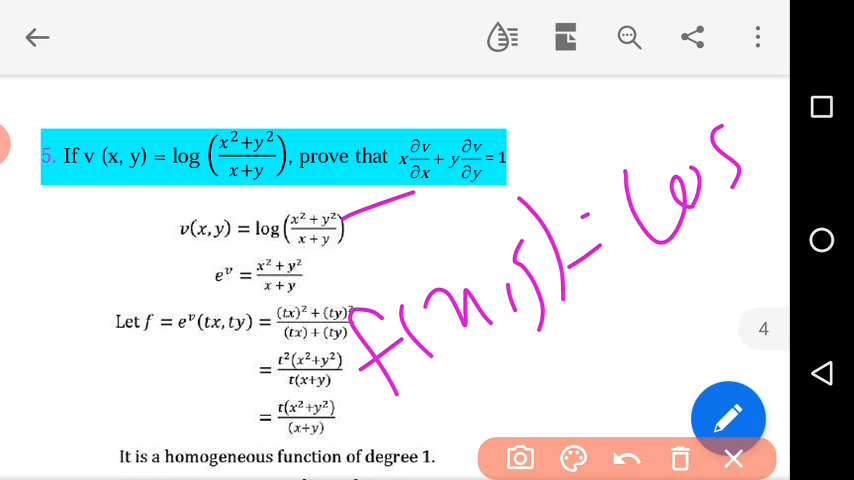 5. If v (x, y) = log (x²+y² / x+y), prove that x ∂v/∂x + y ∂v/∂y = 1
v(x, y) = log (x² + y² / x + y)
e^v = x² + y² / x + y
Let f = e^v(tx, ty) = (tx)² + (ty)² / (tx) + (ty)
= t²(x²+y²) / t(x+y)
4
= t(x²+y²) / (x+y)
It is a homogeneous function of degree 1.